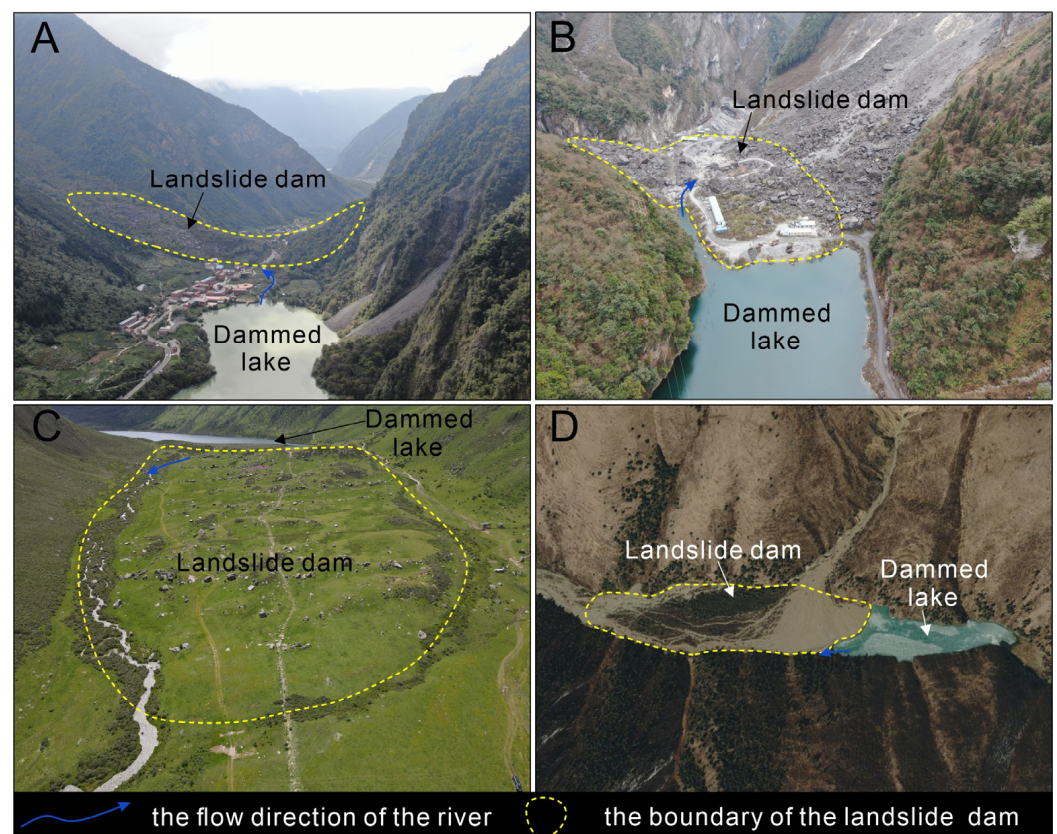 A
Landslide dam
Dammed
lake
B
Landslide dam
Dammed
lake
C
Dammed
lake
Landslide dam
D
Landslide dam
Dammed
lake
the flow direction of the river
the boundary of the landslide dam